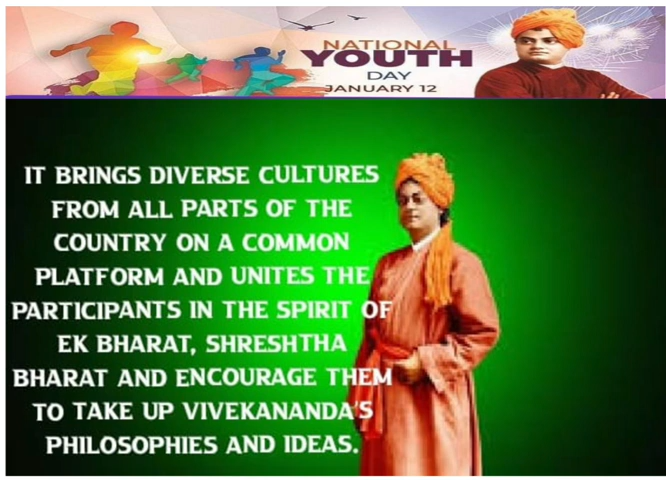 NATIONAL
YOUTH
DAY
JANUARY 12
IT BRINGS DIVERSE CULTURES
FROM ALL PARTS OF THE
COUNTRY ON A COMMON
PLATFORM AND UNITES THE
PARTICIPANTS IN THE SPIRIT OF
EK BHARAT, SHRESHTHA
BHARAT AND ENCOURAGE THEM
TO TAKE UP VIVEKANANDA'S
PHILOSOPHIES AND IDEAS.